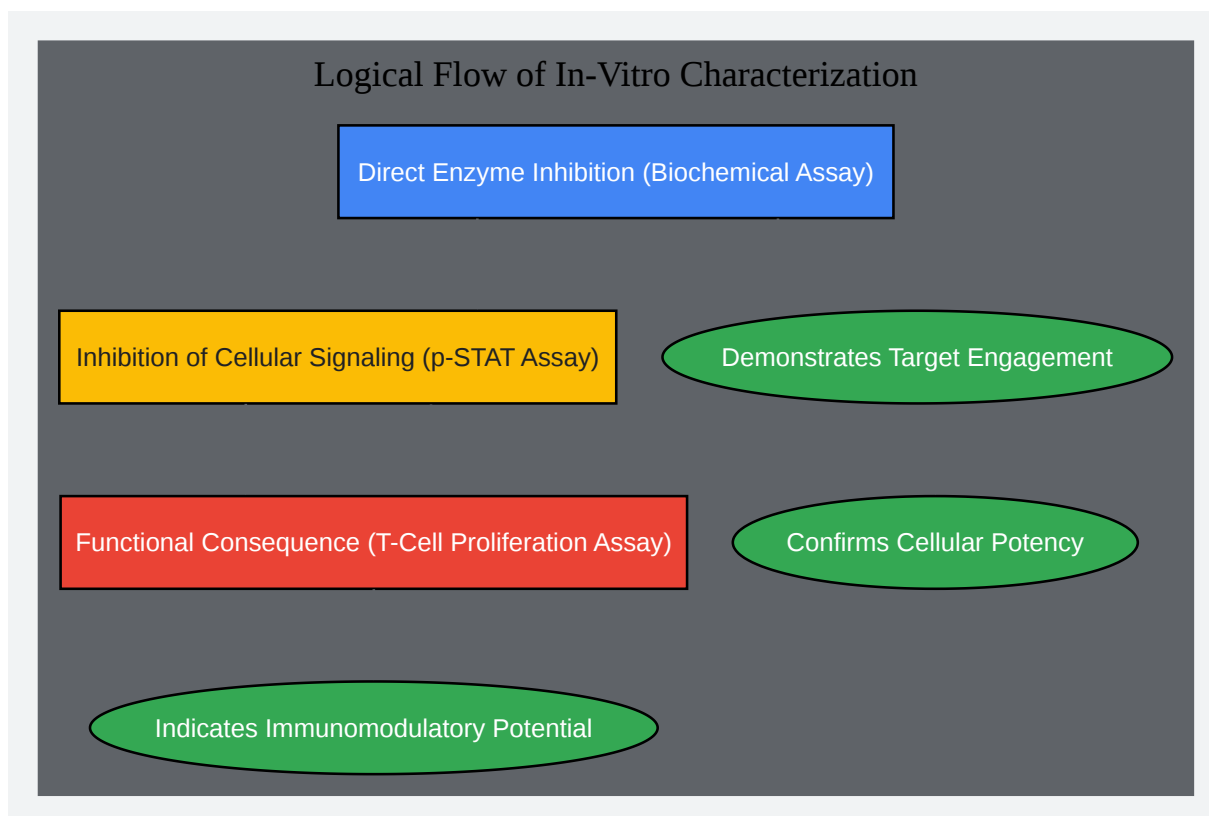 Logical Flow of In-Vitro Characterization
Direct Enzyme Inhibition (Biochemical Assay)
Inhibition of Cellular Signaling (p-STAT Assay)
Demonstrates Target Engagement
Functional Consequence (T-Cell Proliferation Assay)
Confirms Cellular Potency
Indicates Immunomodulatory Potential